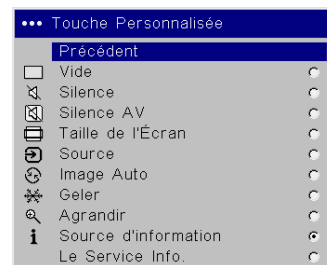 ••• Touche Personnalisée
Précédent
Vide
Silence
Silence AV
Taille de l'Écran
Source
Image Auto
Geler
Agrandir
Source d'information
Le Service Info.